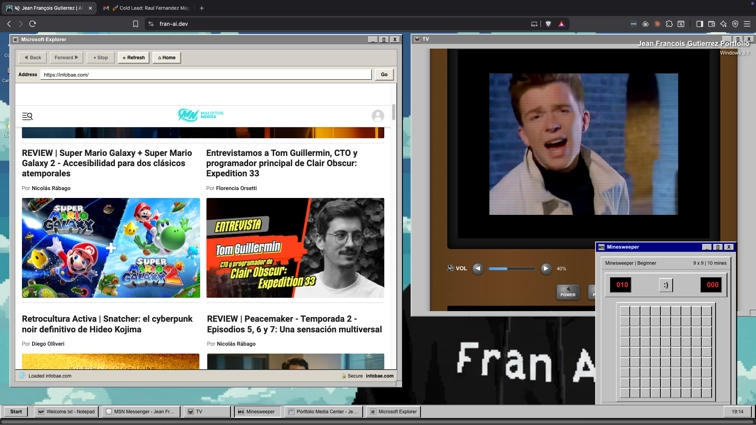 Jean François Gutierrez | A
Cold Lead: Raul Fernandez M
fran-ai.dev
Microsoft Explorer
Back
Forward
Stop
Refresh
Home
Address
https://infobae.com/
Go
MALDITOS
NERDS
REVIEW | Super Mario Galaxy + Super Mario
Galaxy 2 - Accesibilidad para dos clásicos
atemporales
Por Nicolás Rábago
Entrevistamos a Tom Guillermin, CTO y
programador principal de Clair Obscur:
Expedition 33
Por Florencia Orsetti
SUPER
MARIO
GALAXY
+
SUPER
MARIO
GALAXY
ENTREVISTA
Tom Guillermin
CTO y programador de
Clair Obscur:
Expedition 33
Retrocultura Activa | Snatcher: el cyberpunk
noir definitivo de Hideo Kojima
Por Diego Olliveri
REVIEW | Peacemaker - Temporada 2 -
Episodios 5, 6 y 7: Una sensación multiversal
Por Nicolás Rábago
Loaded infobae.com
Secure infobae.com
TV
Jean Francois Gutierrez Portfolio
VOL
40%
POWER
Minesweeper
Minesweeper | Beginner
9 x 9 | 10 mines
010
:)
000
Fran A
Start
Welcome.txt - Notepad
MSN Messenger - Jean Fr...
TV
Minesweeper
Portfolio Media Center - Je...
Microsoft Explorer
19:14